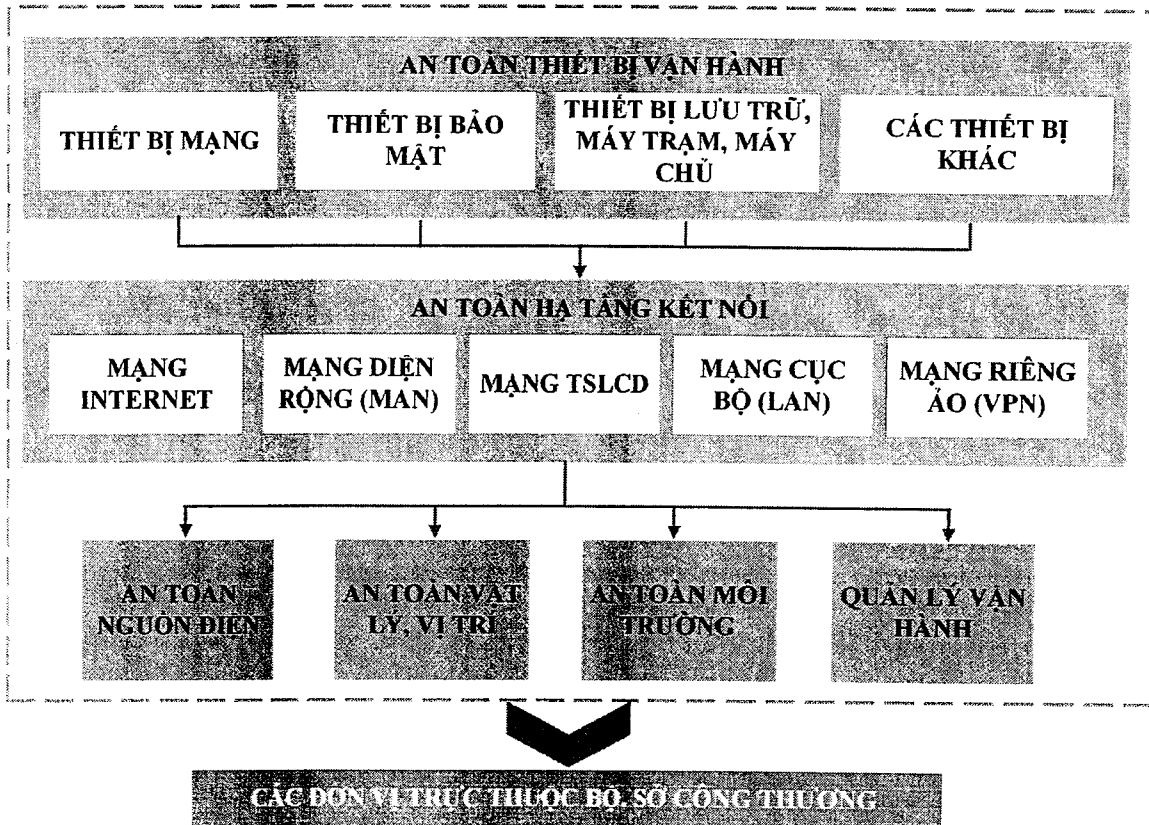 AN TOÀN THIẾT BỊ VẬN HÀNH
THIẾT BỊ MẠNG
THIẾT BỊ BẢO
MẬT
THIẾT BỊ LƯU TRỮ,
MÁY TRẠM, MÁY
CHỦ
CÁC THIẾT BỊ
KHÁC
AN TOÀN HẠ TẦNG KẾT NỐI
MẠNG
INTERNET
MẠNG DIỆN
RỘNG (MAN)
MẠNG TSLCD
MẠNG CỤC
BỘ (LAN)
MẠNG RIÊNG
ẢO (VPN)
AN TOÀN
NGUỒN ĐIỆN
AN TOÀN VẬT
LÝ, VỊ TRÍ
AN TOÀN MÔI
TRƯỜNG
QUẢN LÝ VẬN
HÀNH
CÁC ĐƠN VỊ TRỰC THUỘC BỘ, SỞ CÔNG THƯƠNG